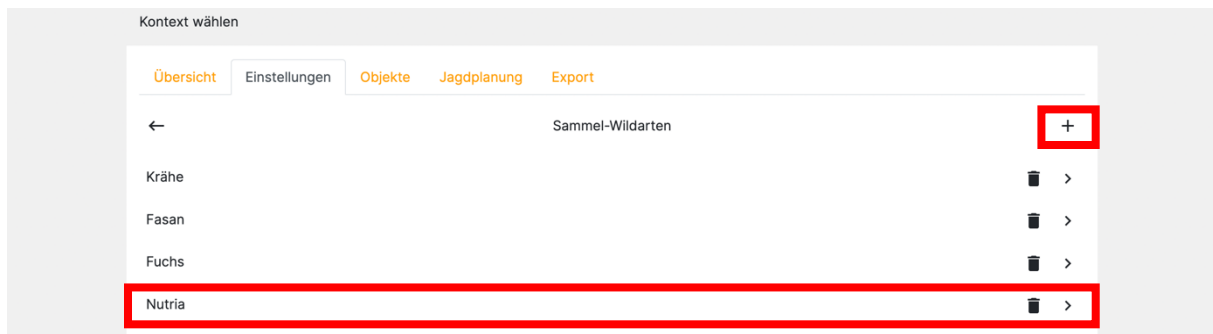 Kontext wählen
Übersicht Einstellungen Objekte Jagdplanung Export
Sammel-Wildarten
Krähe
Fasan
Fuchs
Nutria